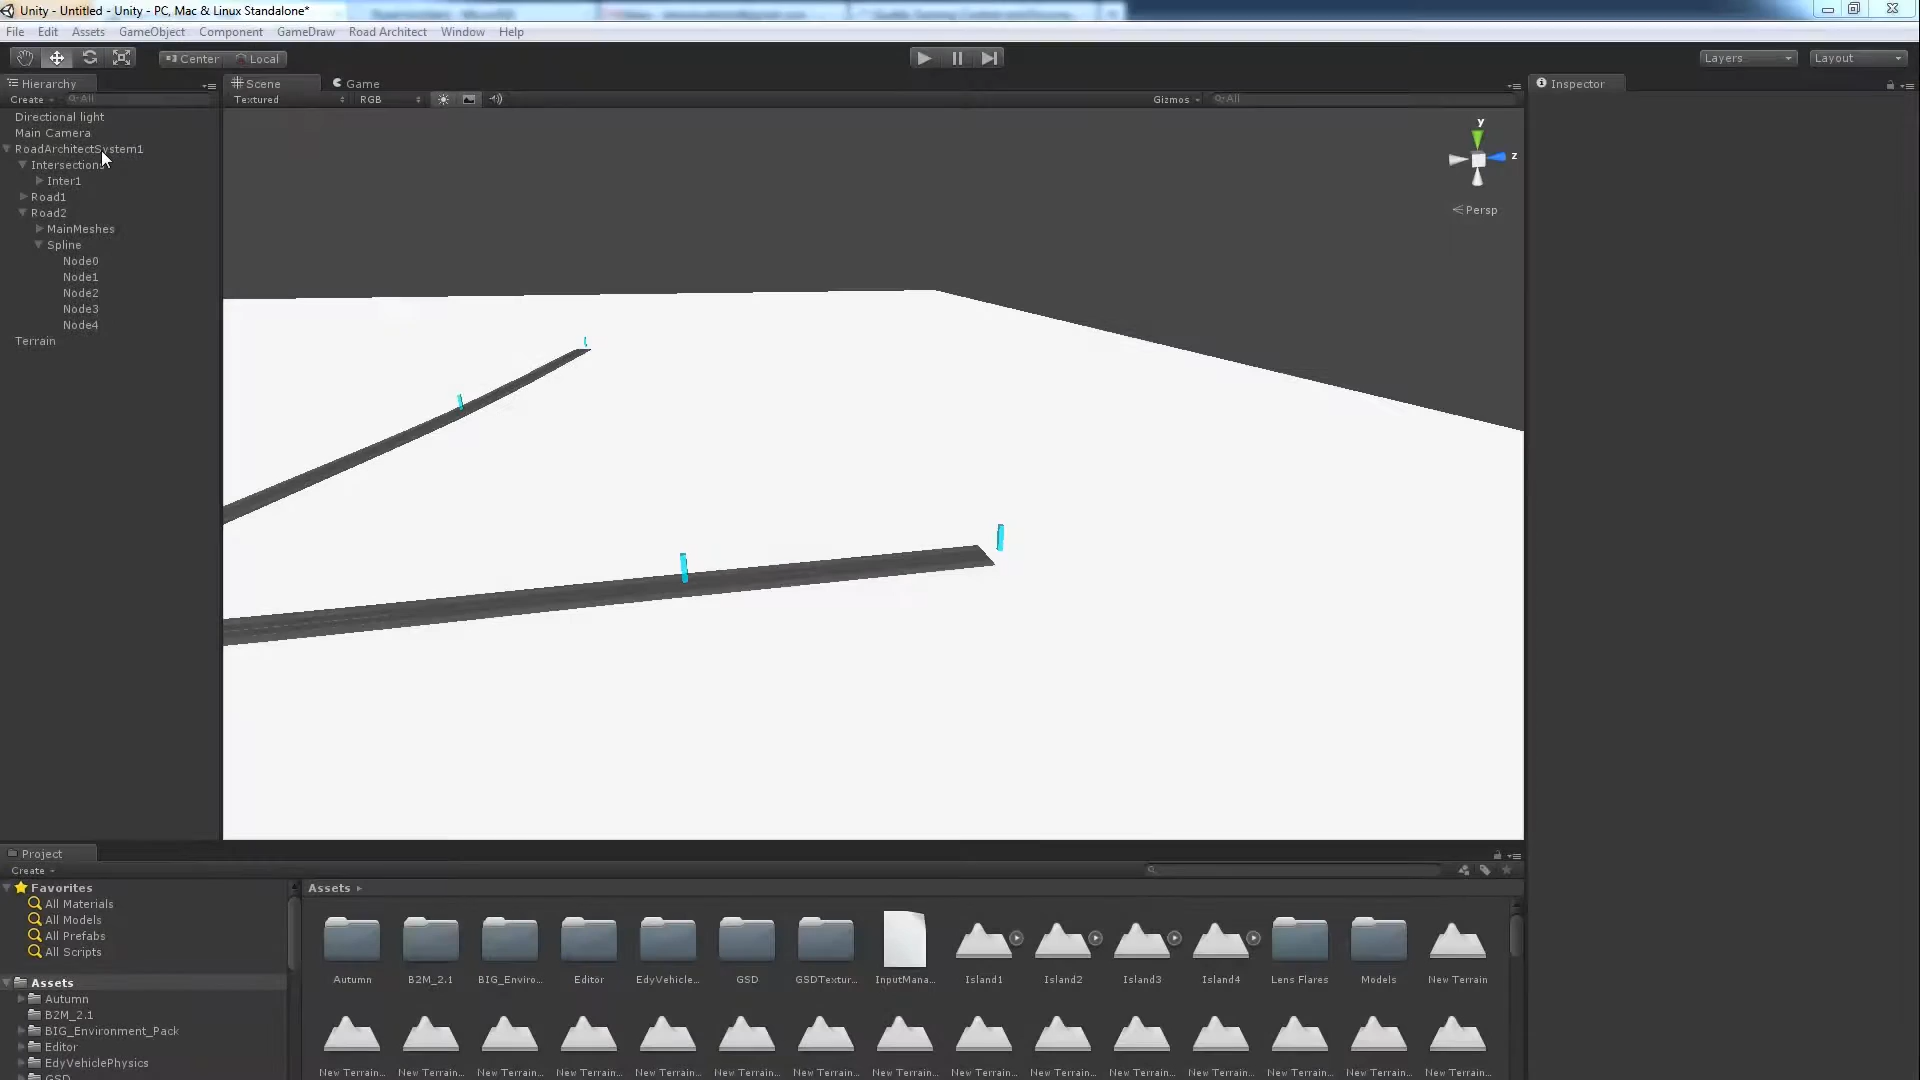 Unity - Untitled - Unity - PC, Mac & Linux Standalone*
File Edit Assets GameObject Component GameDraw Road Architect Window Help
Center Local Layers Layout
Hierarchy Scene Game Inspector
Create All Textured RGB Gizmos All
Directional light
Main Camera
RoadArchitectSystem1
Intersections
Inter1
Road1
Road2
MainMeshes
Spline
Node0
Node1
Node2
Node3
Node4
Terrain
y
z
Persp
Project
Create
Favorites
All Materials
All Models
All Prefabs
All Scripts
Assets
Autumn
B2M_2.1
BIG_Environment_Pack
Editor
EdyVehiclePhysics
GSD
Assets
Autumn B2M_2.1 BIG_Enviro... Editor EdyVehicle... GSD GSDTextur... InputMana... Island1 Island2 Island3 Island4 Lens Flares Models New Terrain
New Terrain... New Terrain... New Terrain... New Terrain... New Terrain... New Terrain... New Terrain... New Terrain... New Terrain... New Terrain... New Terrain... New Terrain... New Terrain... New Terrain... New Terrain...